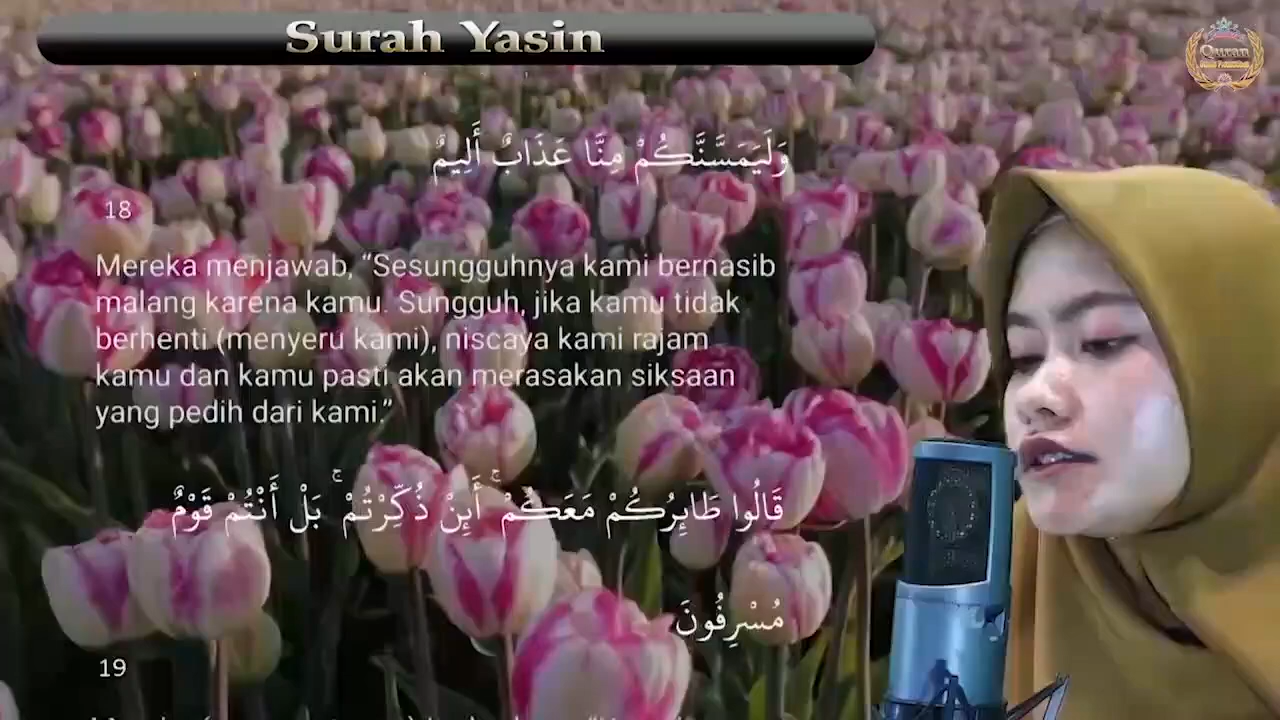 Surah Yasin
Quran
وَلَيَمَسَّنَّكُمْ مِنَّا عَذَابٌ أَلِيمٌ
18
Mereka menjawab, “Sesungguhnya kami bernasib
malang karena kamu. Sungguh, jika kamu tidak
berhenti (menyeru kami), niscaya kami rajam
kamu dan kamu pasti akan merasakan siksaan
yang pedih dari kami.”
قَالُوا طَائِرُكُمْ مَعَكُمْ ۚ أَئِنْ ذُكِّرْتُمْ ۚ بَلْ أَنْتُمْ قَوْمٌ
مُسْرِفُونَ
19